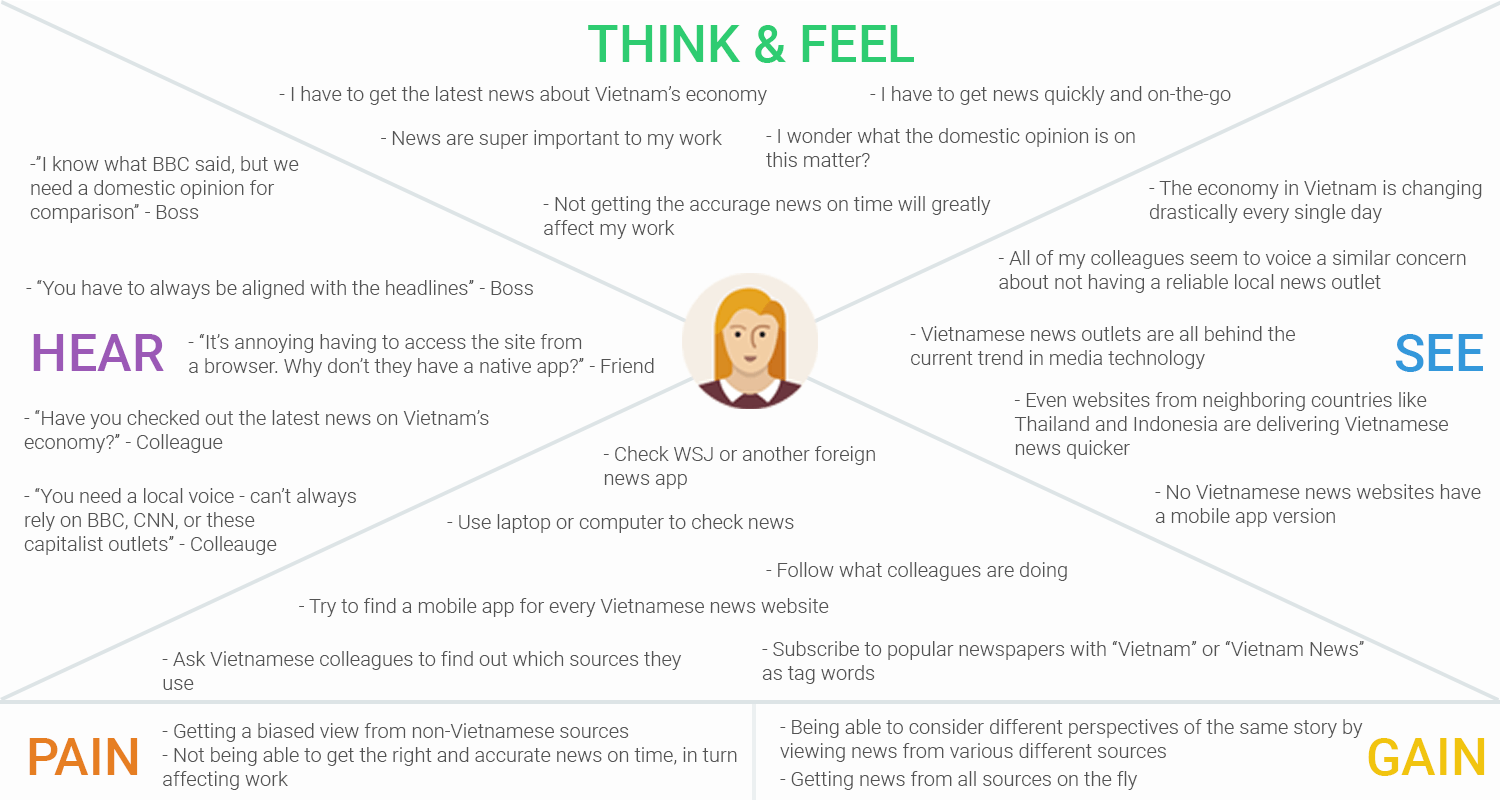 THINK & FEEL
- I have to get the latest news about Vietnam's economy
- I have to get news quickly and on-the-go
- News are super important to my work
- I wonder what the domestic opinion is on
this matter?
- Not getting the accurage news on time will greatly
affect my work
-"I know what BBC said, but we
need a domestic opinion for
comparison" - Boss
- "You have to always be aligned with the headlines" - Boss
HEAR
- "It's annoying having to access the site from
a browser. Why don't they have a native app?" - Friend
- "Have you checked out the latest news on Vietnam's
economy?" - Colleague
- "You need a local voice - can't always
rely on BBC, CNN, or these
capitalist outlets" - Colleauge
- The economy in Vietnam is changing
drastically every single day
- All of my colleagues seem to voice a similar concern
about not having a reliable local news outlet
- Vietnamese news outlets are all behind the
current trend in media technology
SEE
- Even websites from neighboring countries like
Thailand and Indonesia are delivering Vietnamese
news quicker
- No Vietnamese news websites have
a mobile app version
- Check WSJ or another foreign
news app
- Use laptop or computer to check news
- Follow what colleagues are doing
- Try to find a mobile app for every Vietnamese news website
- Ask Vietnamese colleagues to find out which sources they
use
- Subscribe to popular newspapers with "Vietnam" or "Vietnam News"
as tag words
PAIN
- Getting a biased view from non-Vietnamese sources
- Not being able to get the right and accurate news on time, in turn
affecting work
- Being able to consider different perspectives of the same story by
viewing news from various different sources
- Getting news from all sources on the fly
GAIN